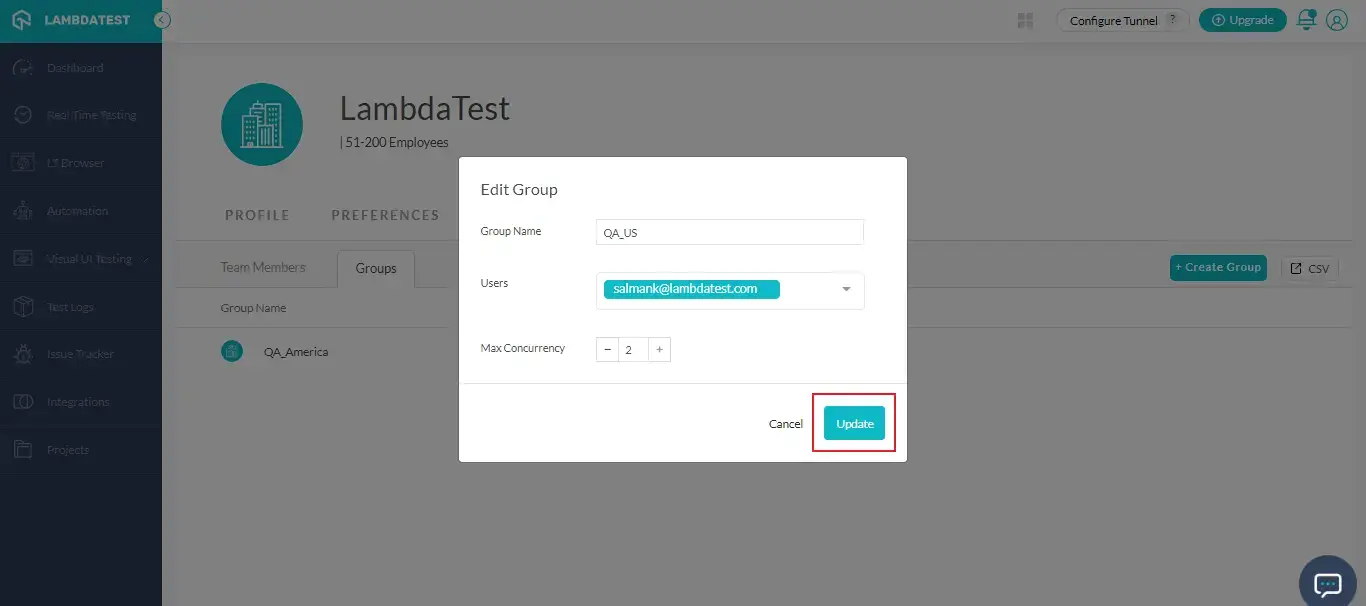 LAMBDATEST
Configure Tunnel ?
Upgrade
Dashboard
Real Time Testing
LT Browser
Automation
Visual UI Testing
Test Logs
Issue Tracker
Integrations
Projects
LambdaTest
| 51-200 Employees
PROFILE PREFERENCES
Team Members Groups
+ Create Group CSV
Group Name
QA_America
Edit Group
Group Name QA_US
Users salmank@lambdatest.com
Max Concurrency − 2 +
Cancel Update